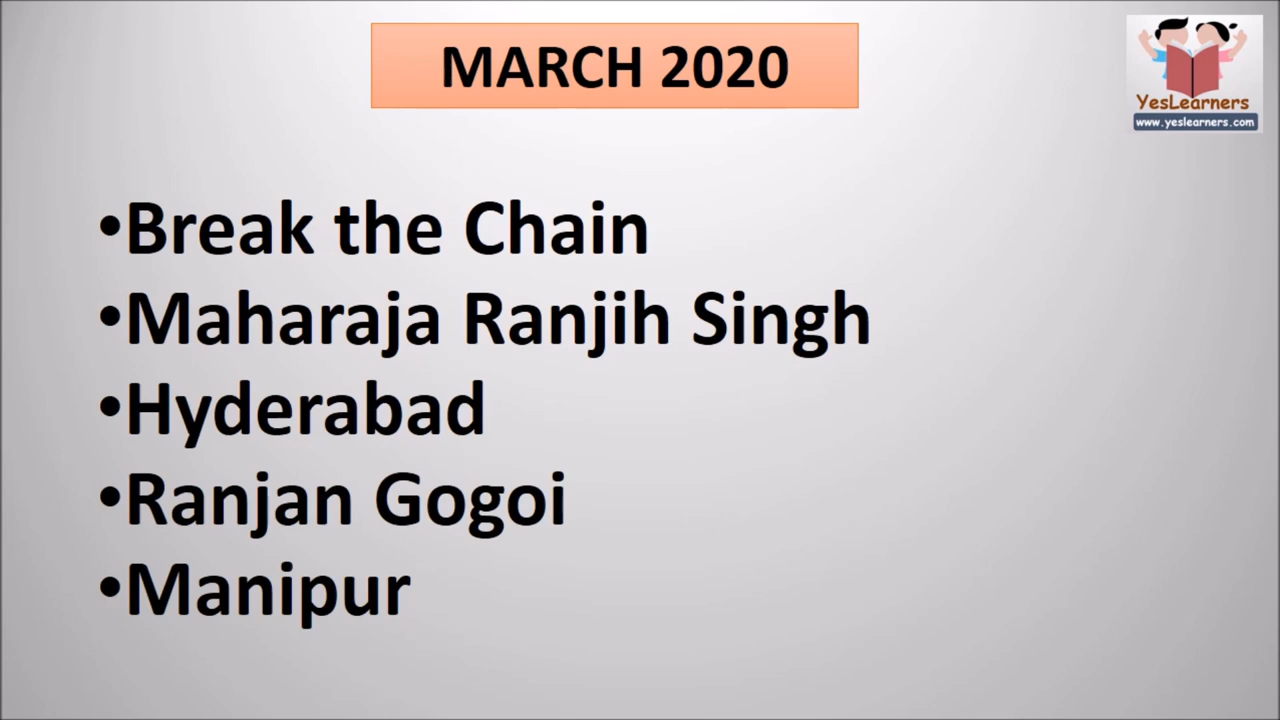 MARCH 2020
YesLearners
www.yeslearners.com
•Break the Chain
•Maharaja Ranjih Singh
•Hyderabad
•Ranjan Gogoi
•Manipur